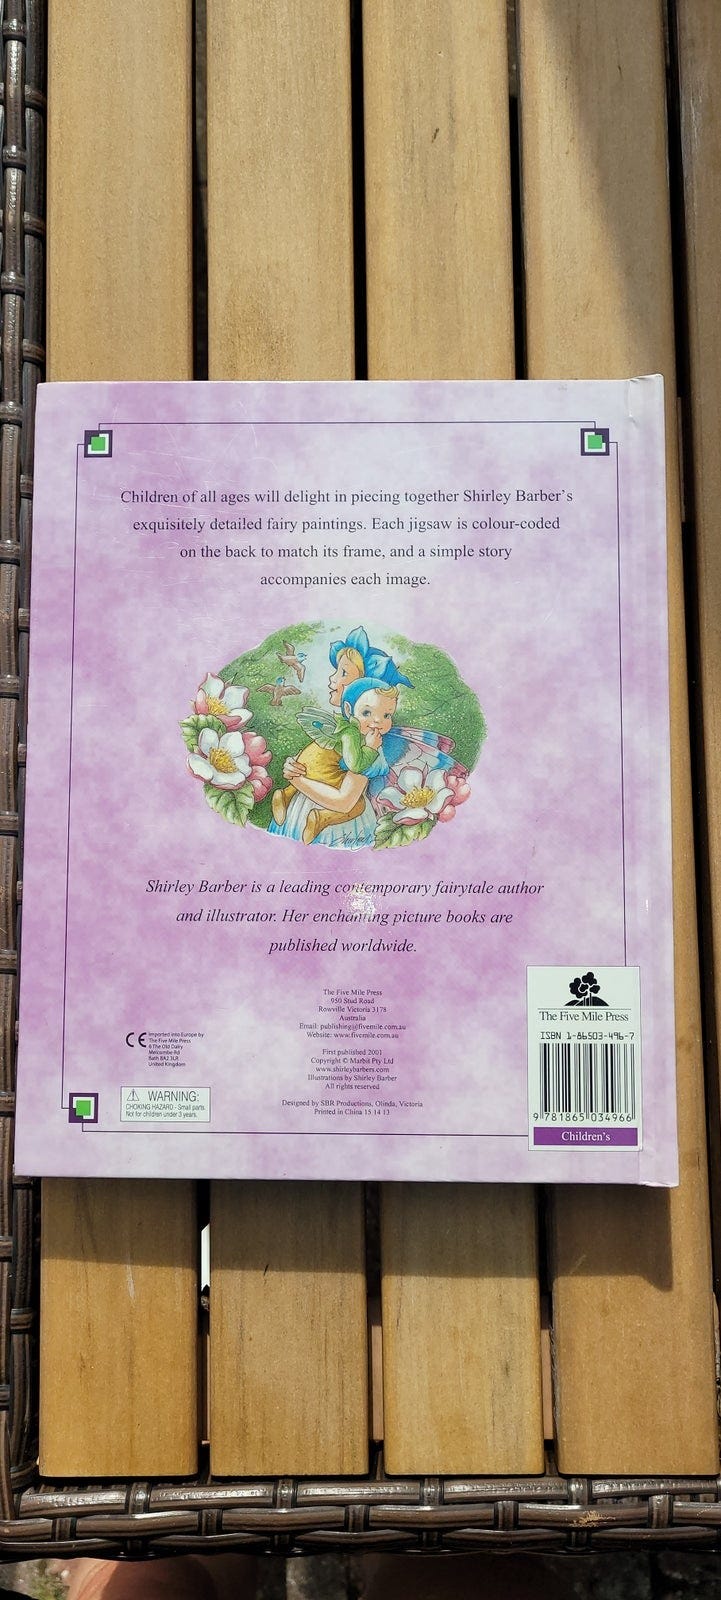 Children of all ages will delight in piecing together Shirley Barber's
exquisitely detailed fairy paintings. Each jigsaw is colour-coded
on the back to match its frame, and a simple story
accompanies each image.
Shirley Barber is a leading contemporary fairytale author
and illustrator. Her enchanting picture books are
published worldwide.
The Five Mile Press
950 Stud Road
Rowville Victoria 3178
Australia
Email: publishing@fivemile.com.au
Website: www.fivemile.com.au
First published 2001
Copyright © Marbit Pty Ltd
www.shirleybarbers.com
Illustrations by Shirley Barber
All rights reserved
Designed by SBR Productions, Olinda, Victoria
Printed in China 15 14 13
CE
Imported into Europe by
The Five Mile Press
6 The Old Dairy
Melcombe Rd
Bath BA2 3LR
United Kingdom
WARNING:
CHOKING HAZARD - Small parts
Not for children under 3 years.
The Five Mile Press
ISBN 1-86503-496-7
9 781865 034966
Children's